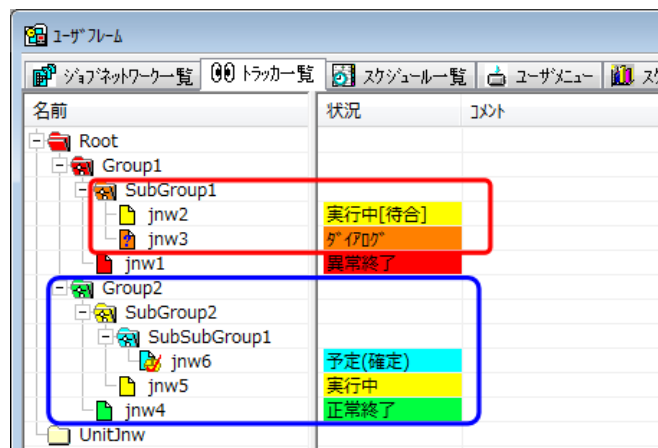 ユーザフレーム
ジョブネットワーク一覧 トラッカ一覧 スケジュール一覧 ユーザメニュー ス
名前 状況 コメント
Root
Group1
SubGroup1
jnw2 実行中[待合]
jnw3 ダイアログ
jnw1 異常終了
Group2
SubGroup2
SubSubGroup1
jnw6 予定(確定)
jnw5 実行中
jnw4 正常終了
UnitJnw